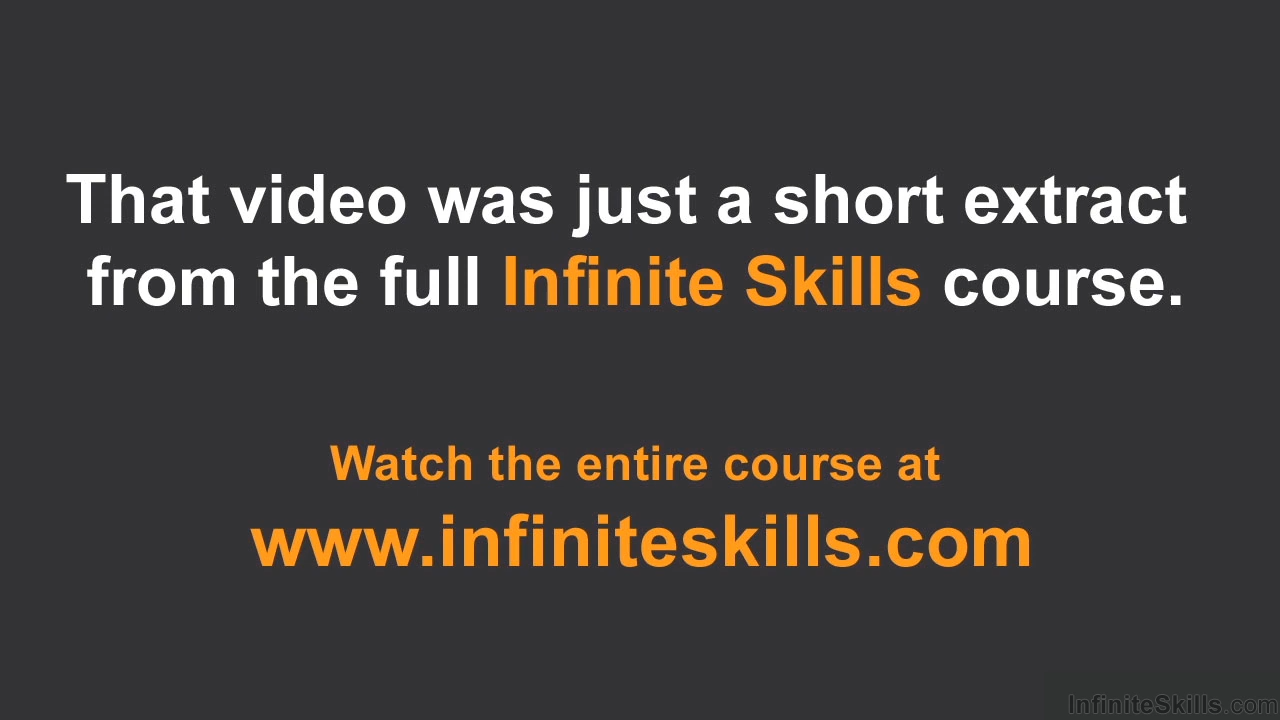 That video was just a short extract
from the full Infinite Skills course.
Watch the entire course at
www.infiniteskills.com
InfiniteSkills.com